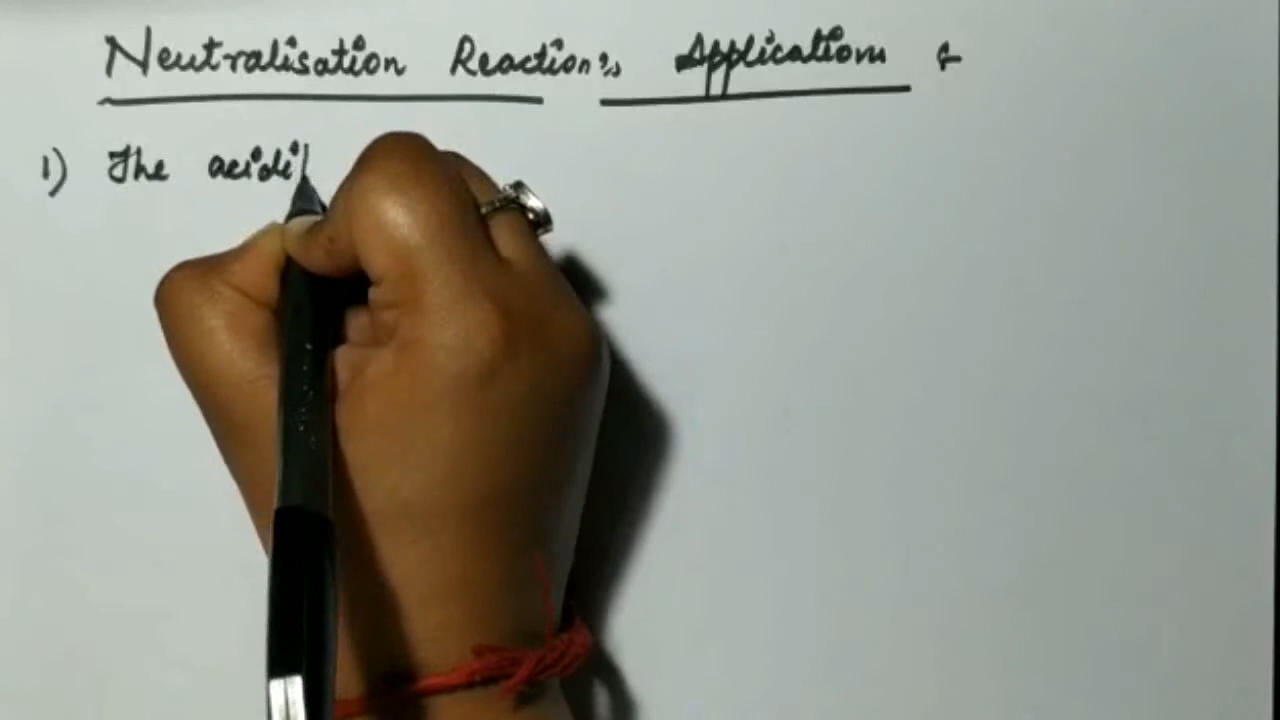 Neutralisation Reactions Applications :-
1) The acidi